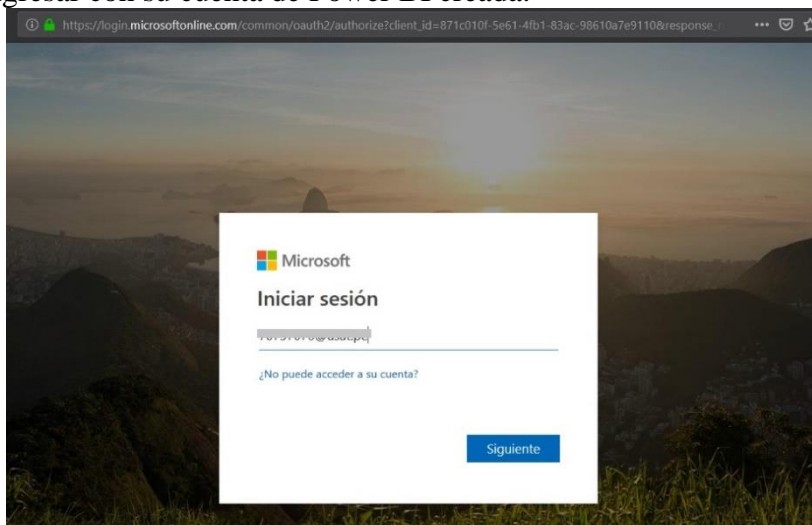 gresar con su cuenta de Power BI creada.
https://login.microsoftonline.com/common/oauth2/authorize?client_id=871c010f-5e61-4fb1-83ac-98610a7e9110&response_
Microsoft
Iniciar sesión
¿No puede acceder a su cuenta?
Siguiente